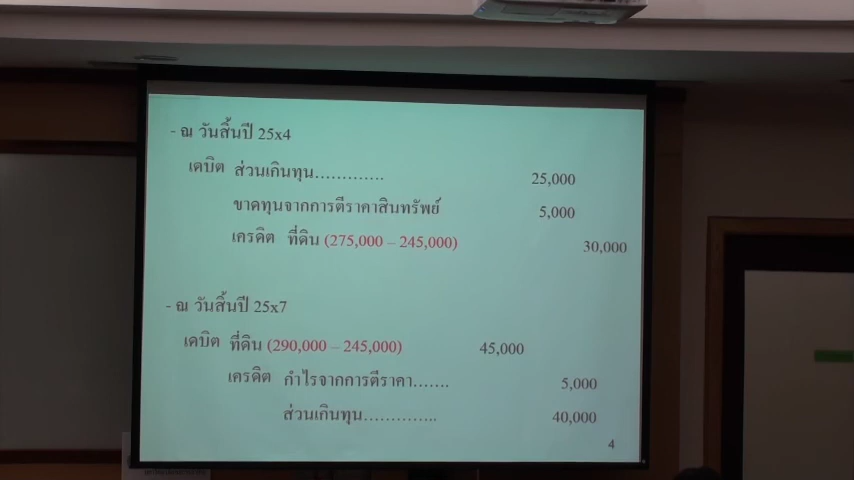 - ณ วันสิ้นปี 25x4
เดบิต ส่วนเกินทุน............. 25,000
ขาดทุนจากการตีราคาสินทรัพย์ 5,000
เครดิต ที่ดิน (275,000 – 245,000) 30,000
- ณ วันสิ้นปี 25x7
เดบิต ที่ดิน (290,000 – 245,000) 45,000
เครดิต กำไรจากการตีราคา....... 5,000
ส่วนเกินทุน.............. 40,000
4